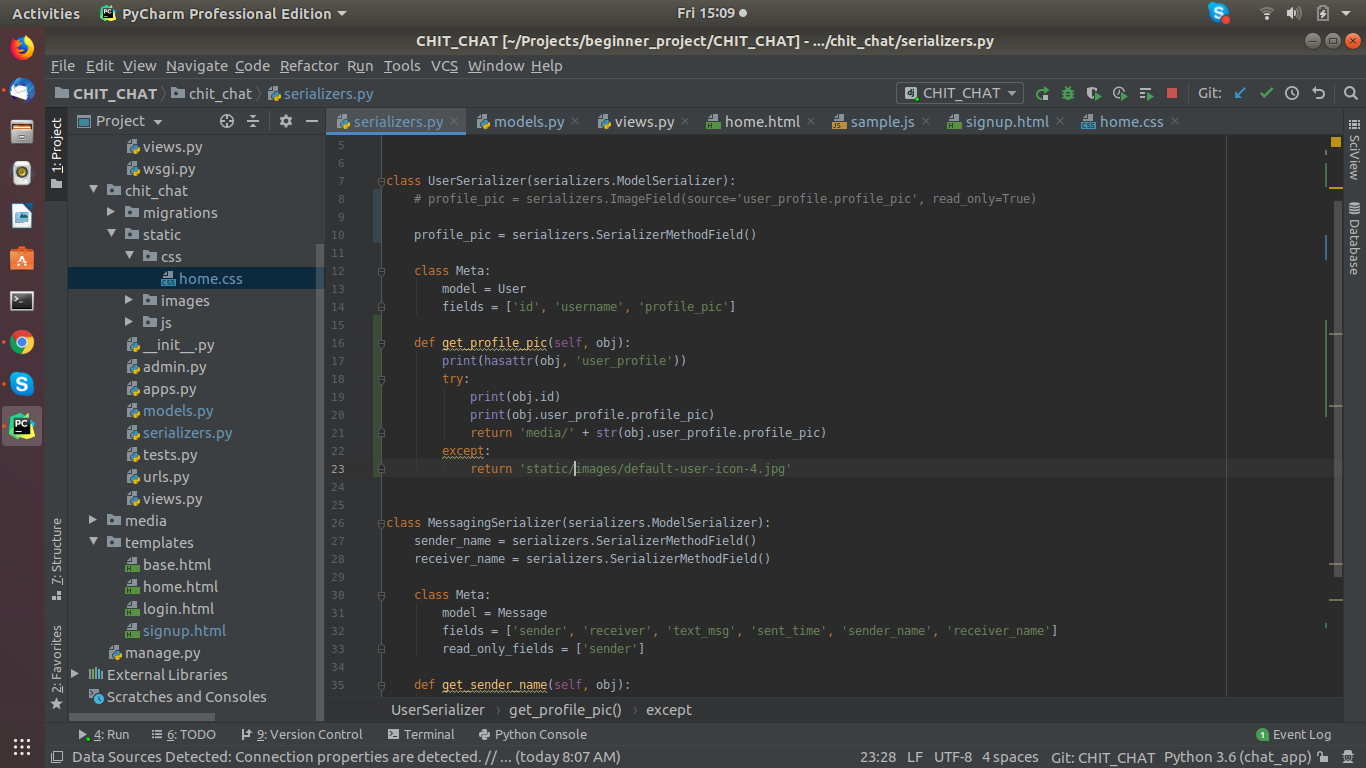 Activities PyCharm Professional Edition Fri 15:09
CHIT_CHAT [~/Projects/beginner_project/CHIT_CHAT] - .../chit_chat/serializers.py
File Edit View Navigate Code Refactor Run Tools VCS Window Help
CHIT_CHAT chit_chat serializers.py CHIT_CHAT Git:
1: Project
7: Structure
2: Favorites
Project
views.py
wsgi.py
chit_chat
migrations
static
css
home.css
images
js
__init__.py
admin.py
apps.py
models.py
serializers.py
tests.py
urls.py
views.py
media
templates
base.html
home.html
login.html
signup.html
manage.py
External Libraries
Scratches and Consoles
serializers.py models.py views.py home.html sample.js signup.html home.css
5
6
7 class UserSerializer(serializers.ModelSerializer):
8 # profile_pic = serializers.ImageField(source='user_profile.profile_pic', read_only=True)
9
10 profile_pic = serializers.SerializerMethodField()
11
12 class Meta:
13 model = User
14 fields = ['id', 'username', 'profile_pic']
15
16 def get_profile_pic(self, obj):
17 print(hasattr(obj, 'user_profile'))
18 try:
19 print(obj.id)
20 print(obj.user_profile.profile_pic)
21 return 'media/' + str(obj.user_profile.profile_pic)
22 except:
23 return 'static/images/default-user-icon-4.jpg'
24
25
26 class MessagingSerializer(serializers.ModelSerializer):
27 sender_name = serializers.SerializerMethodField()
28 receiver_name = serializers.SerializerMethodField()
29
30 class Meta:
31 model = Message
32 fields = ['sender', 'receiver', 'text_msg', 'sent_time', 'sender_name', 'receiver_name']
33 read_only_fields = ['sender']
34
35 def get_sender_name(self, obj):
SciView
Database
UserSerializer › get_profile_pic() › except
4: Run 6: TODO 9: Version Control Terminal Python Console 1 Event Log
Data Sources Detected: Connection properties are detected. // ... (today 8:07 AM) 23:28 LF UTF-8 4 spaces Git: CHIT_CHAT Python 3.6 (chat_app)